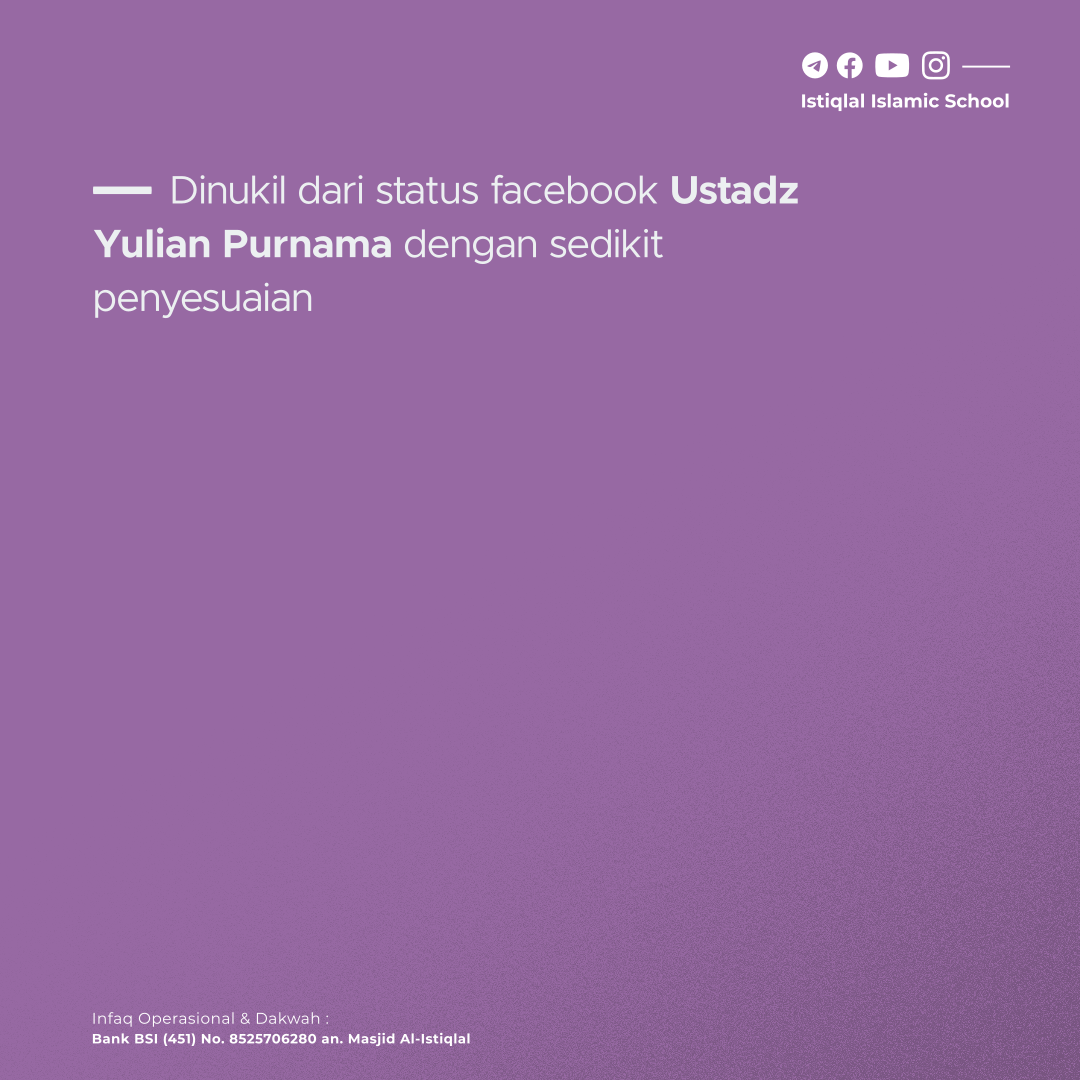 Istiqlal Islamic School
Dinukil dari status facebook Ustadz
Yulian Purnama dengan sedikit
penyesuaian
Infaq Operasional & Dakwah :
Bank BSI (451) No. 8525706280 an. Masjid Al-Istiqlal